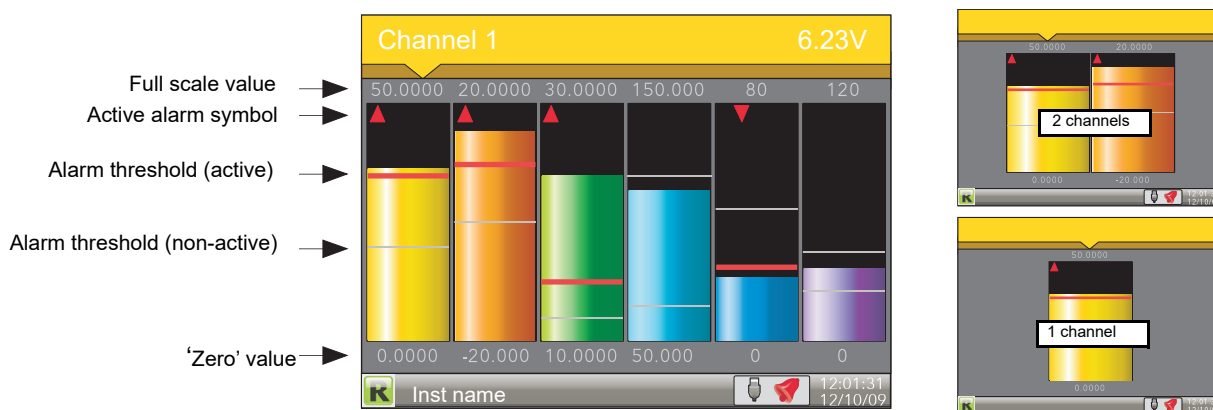 Channel 1 6.23V
Full scale value
50.0000 20.0000 30.0000 150.000 80 120
Active alarm symbol
Alarm threshold (active)
Alarm threshold (non-active)
'Zero' value
0.0000 -20.000 10.0000 50.000 0 0
R Inst name 12:01:31
12/10/09
50.0000 20.0000
2 channels
0.0000 -20.000
R
50.0000
1 channel
0.0000
R